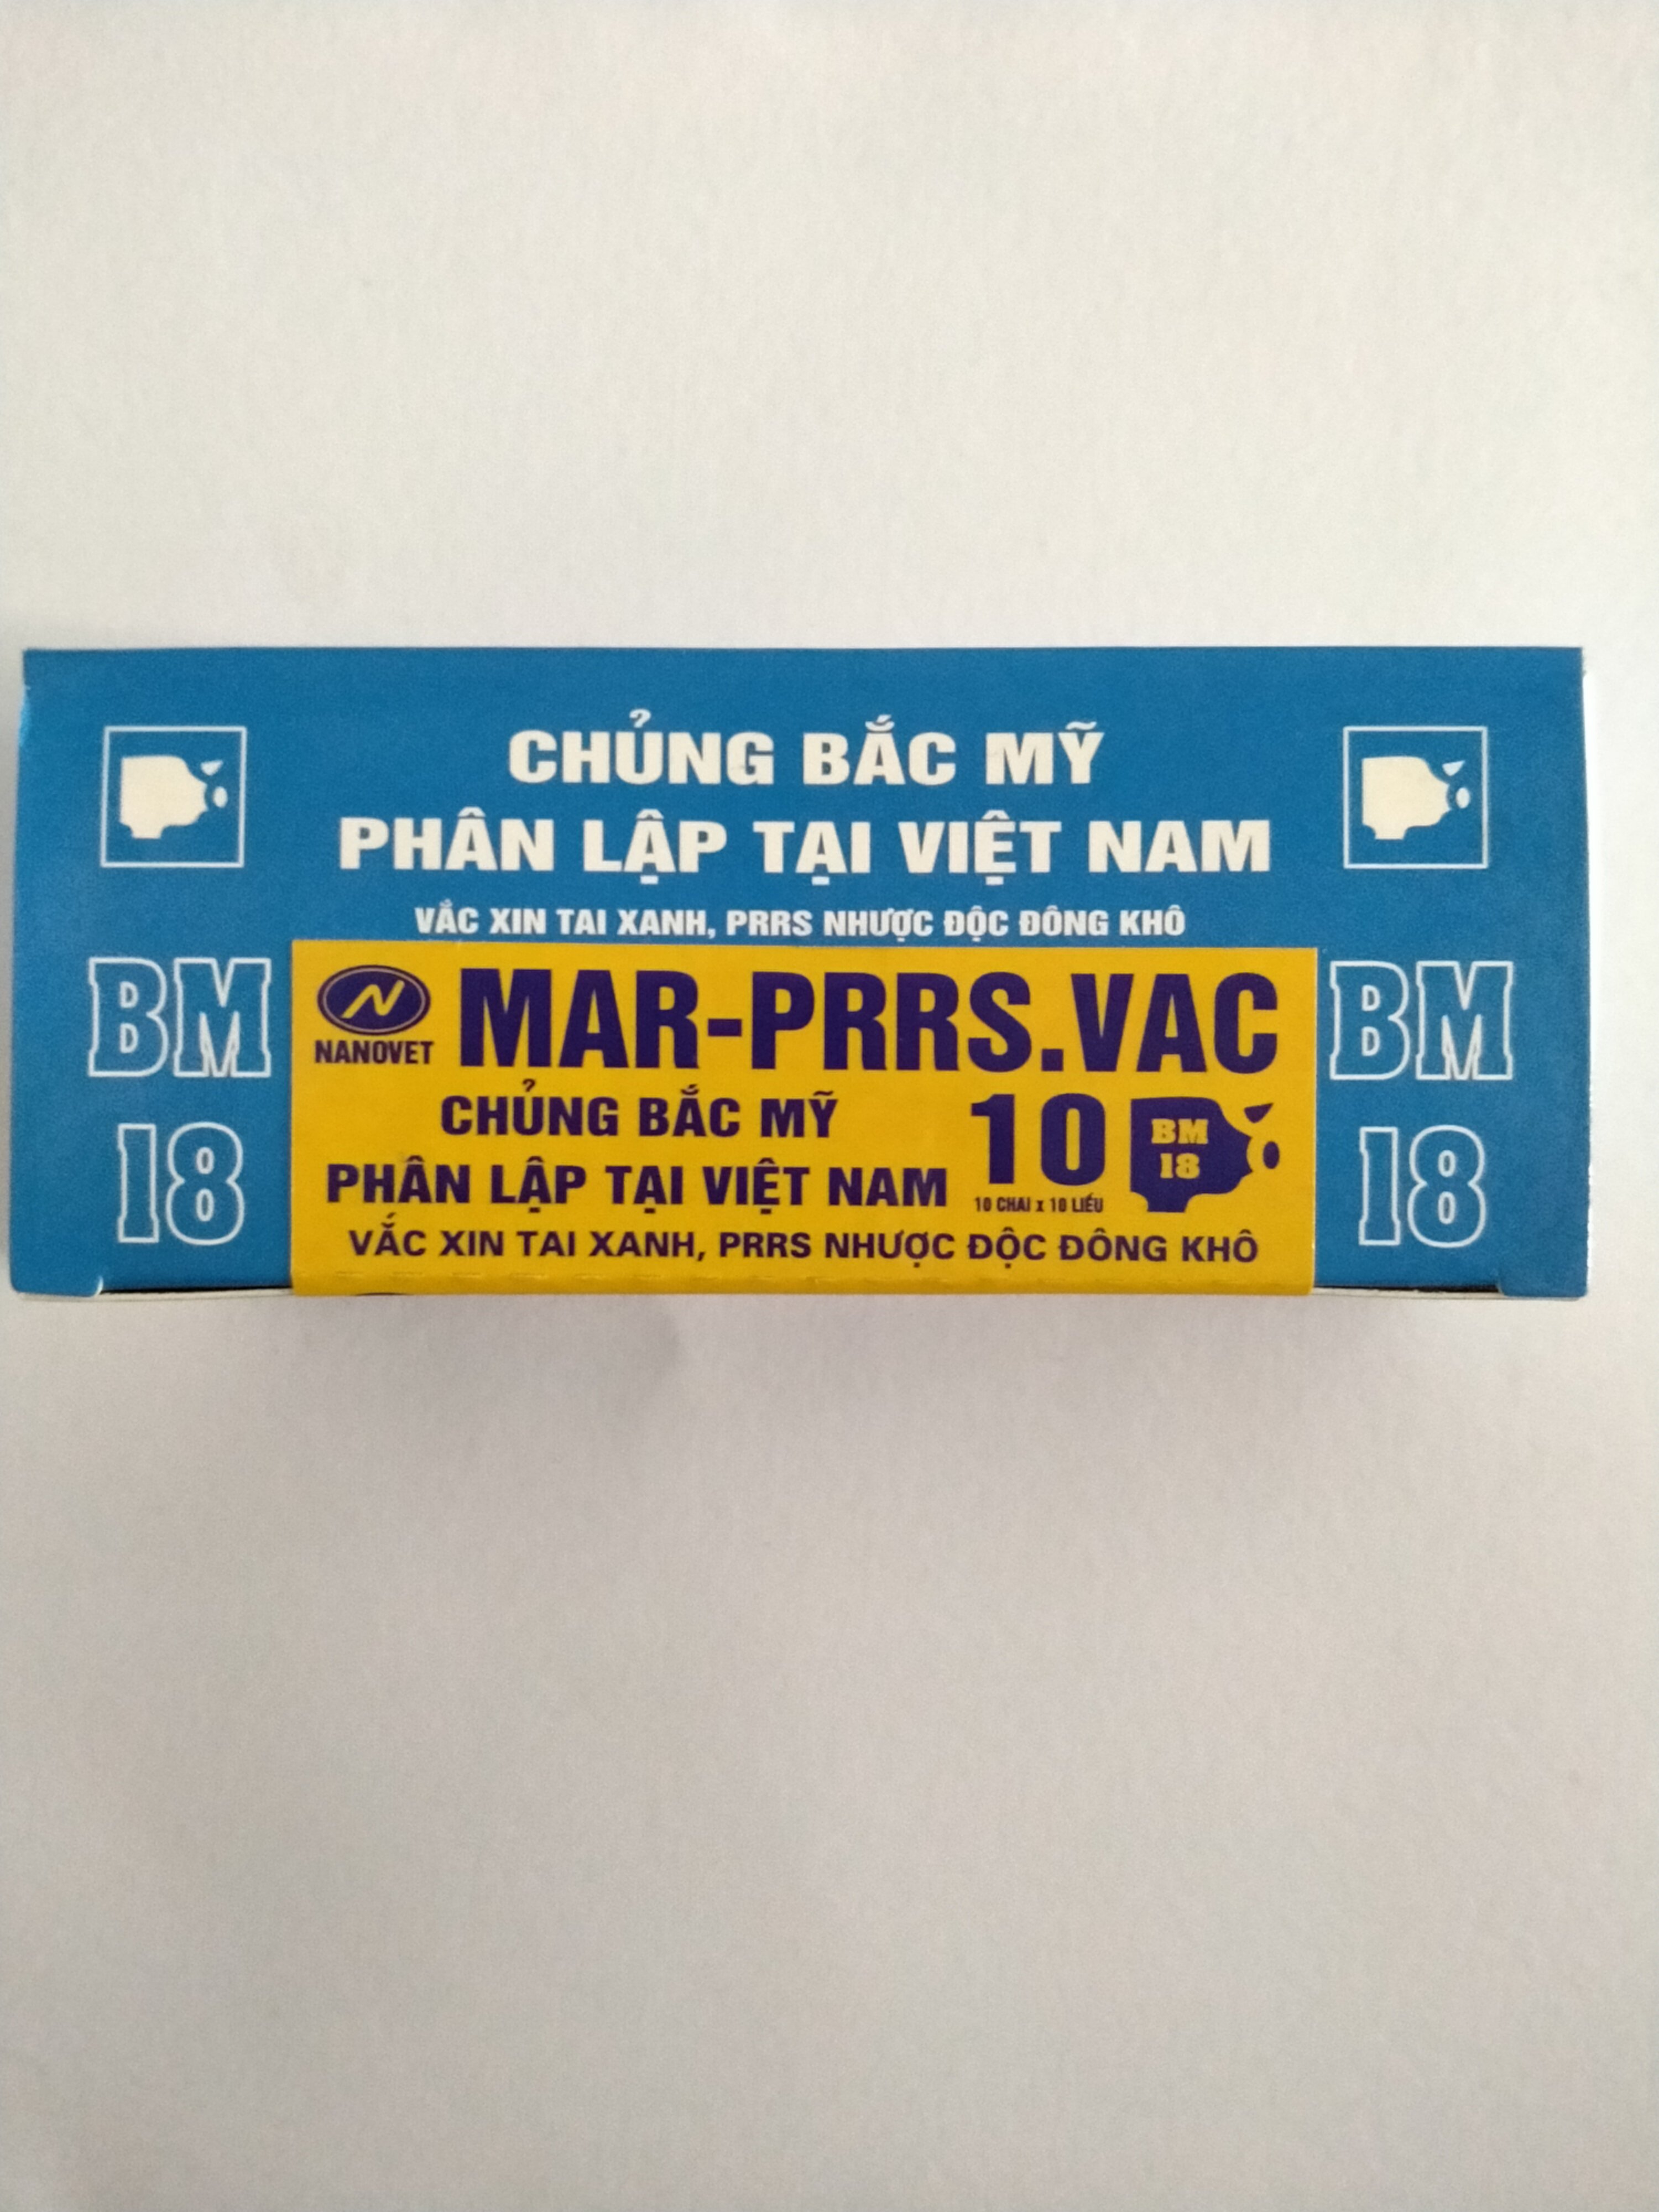 CHỦNG BẮC MỸ
PHÂN LẬP TẠI VIỆT NAM
VẮC XIN TAI XANH, PRRS NHƯỢC ĐỘC ĐÔNG KHÔ
BM
18
NANOVET
MAR-PRRS.VAC
CHỦNG BẮC MỸ
PHÂN LẬP TẠI VIỆT NAM
10
10 CHAI x 10 LIỀU
BM
18
VẮC XIN TAI XANH, PRRS NHƯỢC ĐỘC ĐÔNG KHÔ
BM
18